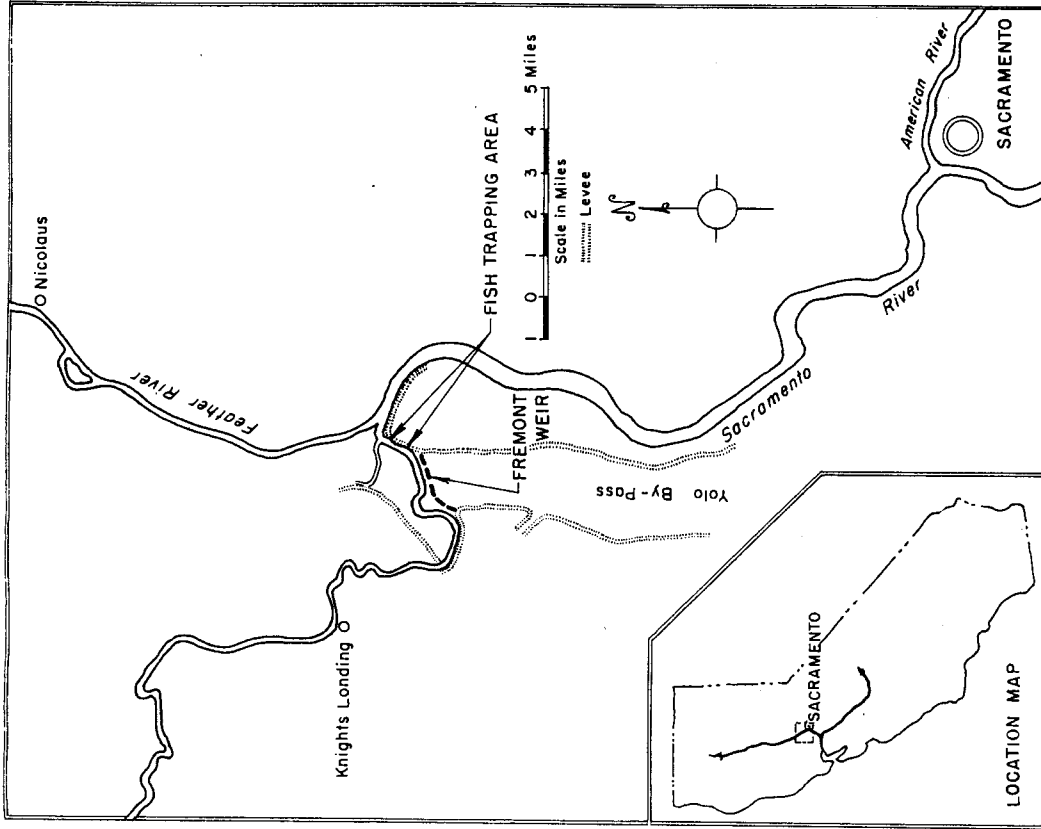 Nicolaus
Feather River
FISH TRAPPING AREA
1 0 1 2 3 4 5 Miles
Scale in Miles
Levee
N
FREMONT
WEIR
Knights Landing
Yolo By-Pass
Sacramento
River
American River
SACRAMENTO
SACRAMENTO
LOCATION MAP